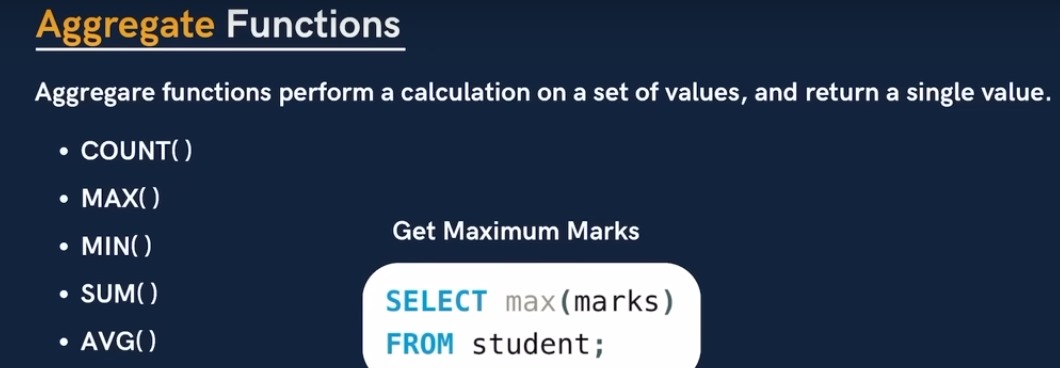 Aggregate Functions
Aggregare functions perform a calculation on a set of values, and return a single value.
• COUNT( )
• MAX( )
• MIN( )
• SUM( )
• AVG( )
Get Maximum Marks
SELECT max(marks)
FROM student;